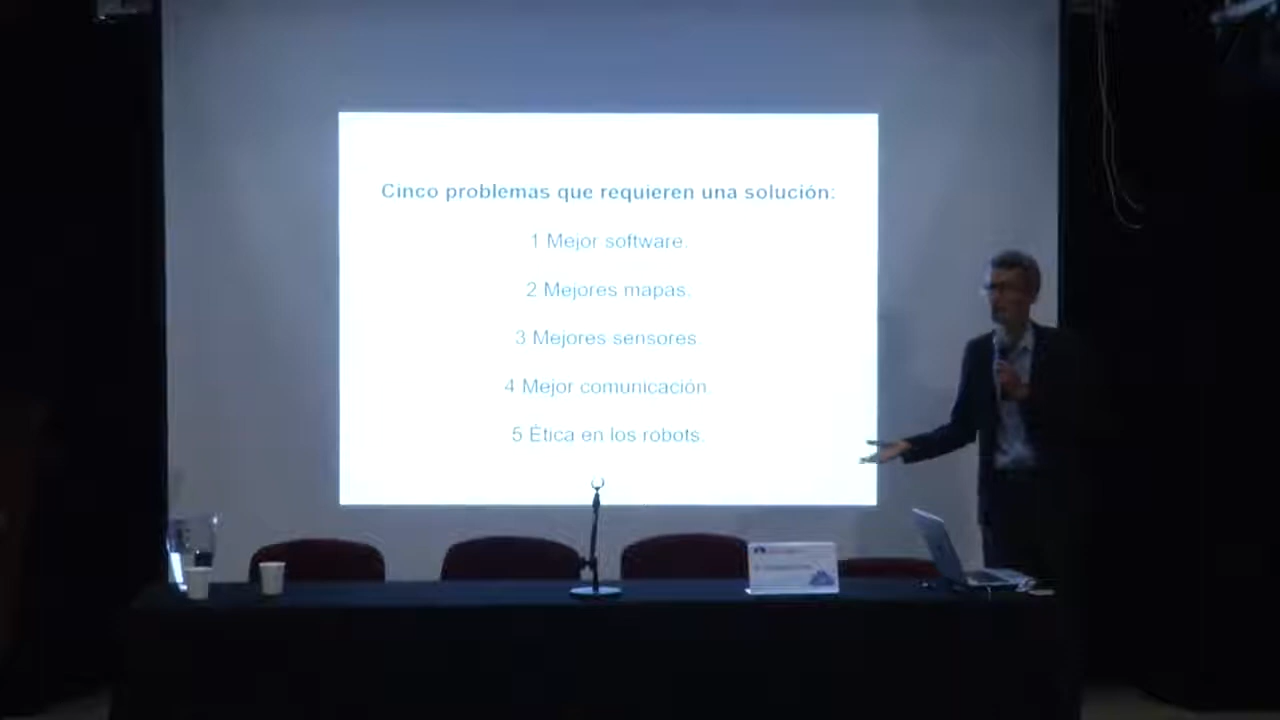 Cinco problemas que requieren una solución:
1 Mejor software.
2 Mejores mapas.
3 Mejores sensores.
4 Mejor comunicación.
5 Ética en los robots.